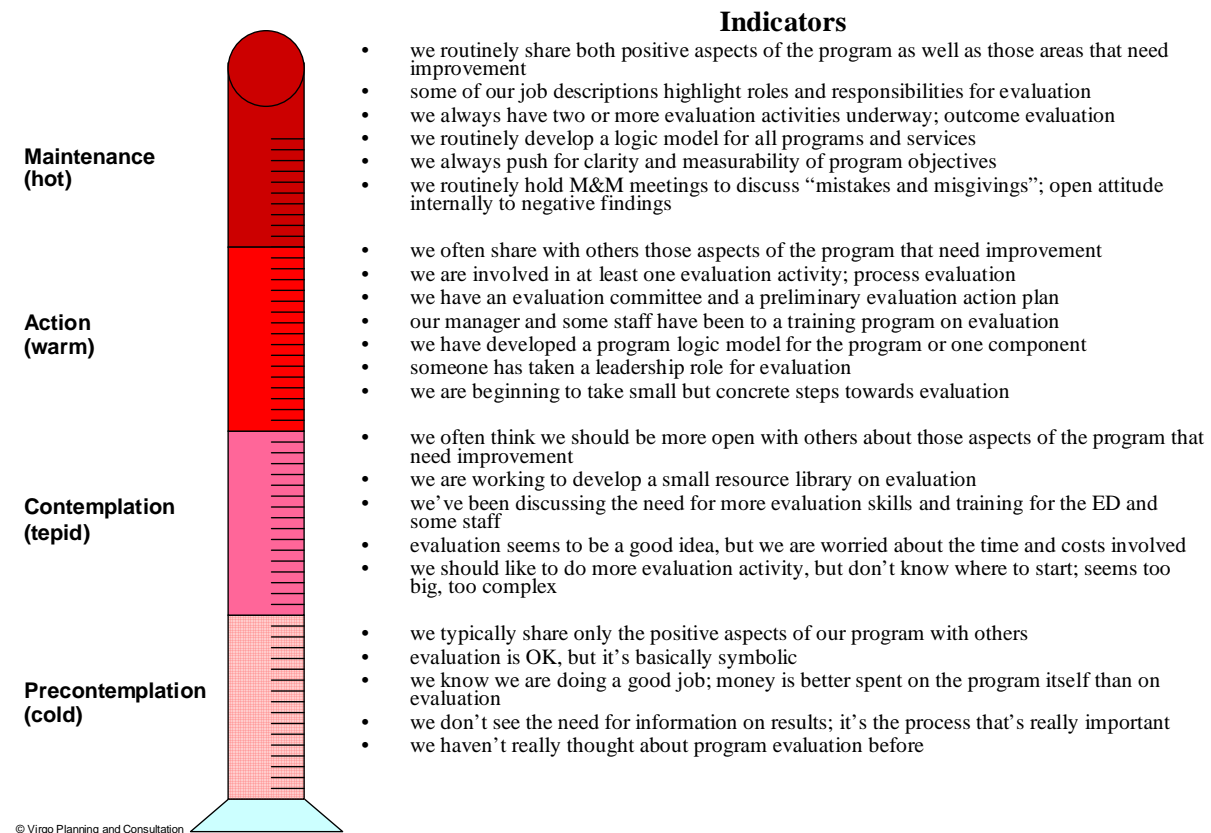 Indicators
Maintenance
(hot)
• we routinely share both positive aspects of the program as well as those areas that need
improvement
• some of our job descriptions highlight roles and responsibilities for evaluation
• we always have two or more evaluation activities underway; outcome evaluation
• we routinely develop a logic model for all programs and services
• we always push for clarity and measurability of program objectives
• we routinely hold M&M meetings to discuss “mistakes and misgivings”; open attitude
internally to negative findings
Action
(warm)
• we often share with others those aspects of the program that need improvement
• we are involved in at least one evaluation activity; process evaluation
• we have an evaluation committee and a preliminary evaluation action plan
• our manager and some staff have been to a training program on evaluation
• we have developed a program logic model for the program or one component
• someone has taken a leadership role for evaluation
• we are beginning to take small but concrete steps towards evaluation
Contemplation
(tepid)
• we often think we should be more open with others about those aspects of the program that
need improvement
• we are working to develop a small resource library on evaluation
• we’ve been discussing the need for more evaluation skills and training for the ED and
some staff
• evaluation seems to be a good idea, but we are worried about the time and costs involved
• we should like to do more evaluation activity, but don’t know where to start; seems too
big, too complex
Precontemplation
(cold)
• we typically share only the positive aspects of our program with others
• evaluation is OK, but it’s basically symbolic
• we know we are doing a good job; money is better spent on the program itself than on
evaluation
• we don’t see the need for information on results; it’s the process that’s really important
• we haven’t really thought about program evaluation before
© Virgo Planning and Consultation